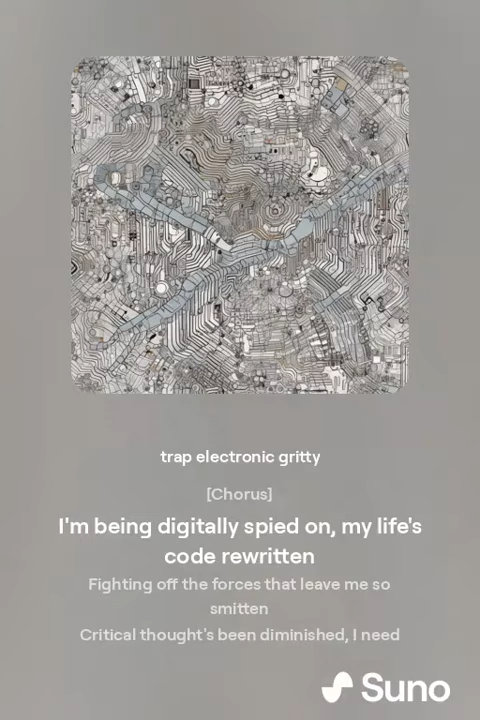 trap electronic gritty
[Chorus]
I'm being digitally spied on, my life's
code rewritten
Fighting off the forces that leave me so
smitten
Critical thought's been diminished, I need
Suno